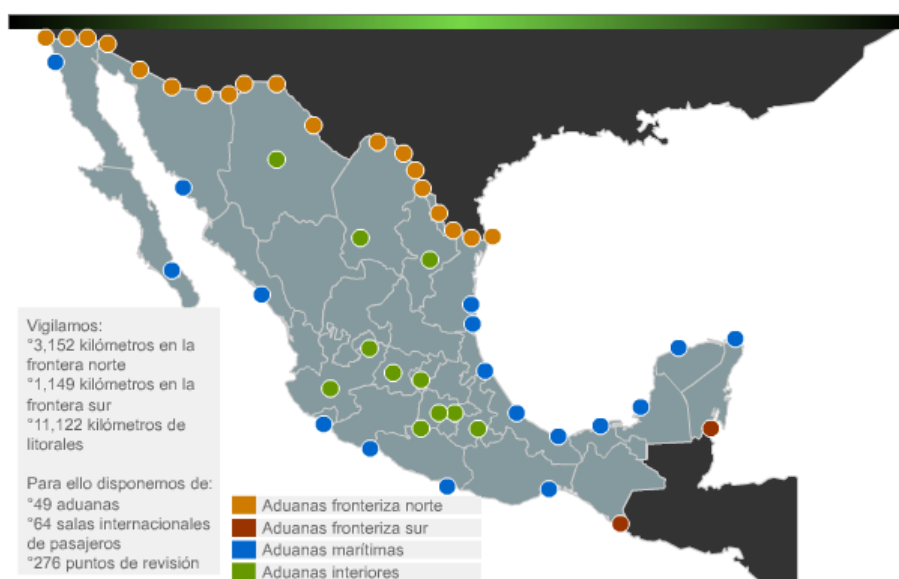 Vigilamos:
°3,152 kilómetros en la
frontera norte
°1,149 kilómetros en la
frontera sur
°11,122 kilómetros de
litorales
Para ello disponemos de:
°49 aduanas
°64 salas internacionales
de pasajeros
°276 puntos de revisión
Aduanas fronteriza norte
Aduanas fronteriza sur
Aduanas marítimas
Aduanas interiores